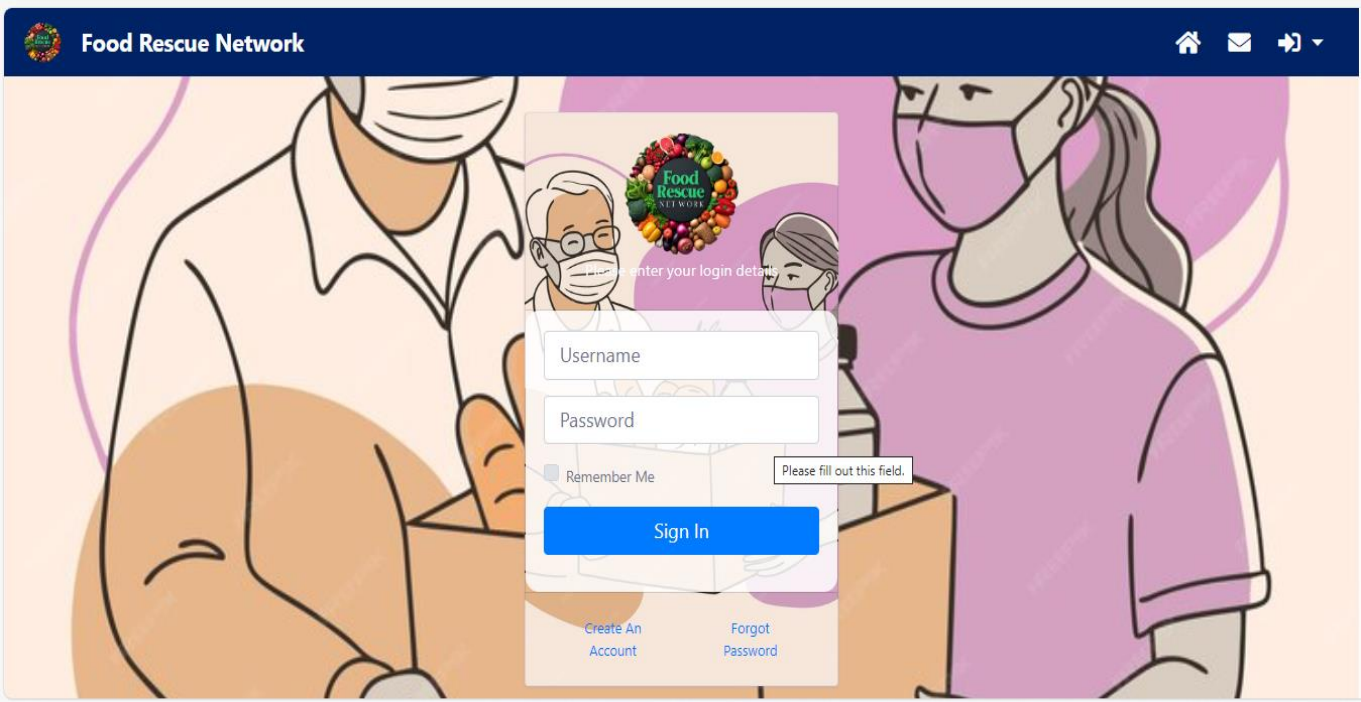 Food Rescue Network
Food
Rescue
NETWORK
Please enter your login details
Username
Password
Please fill out this field.
Remember Me
Sign In
Create An
Account
Forgot
Password